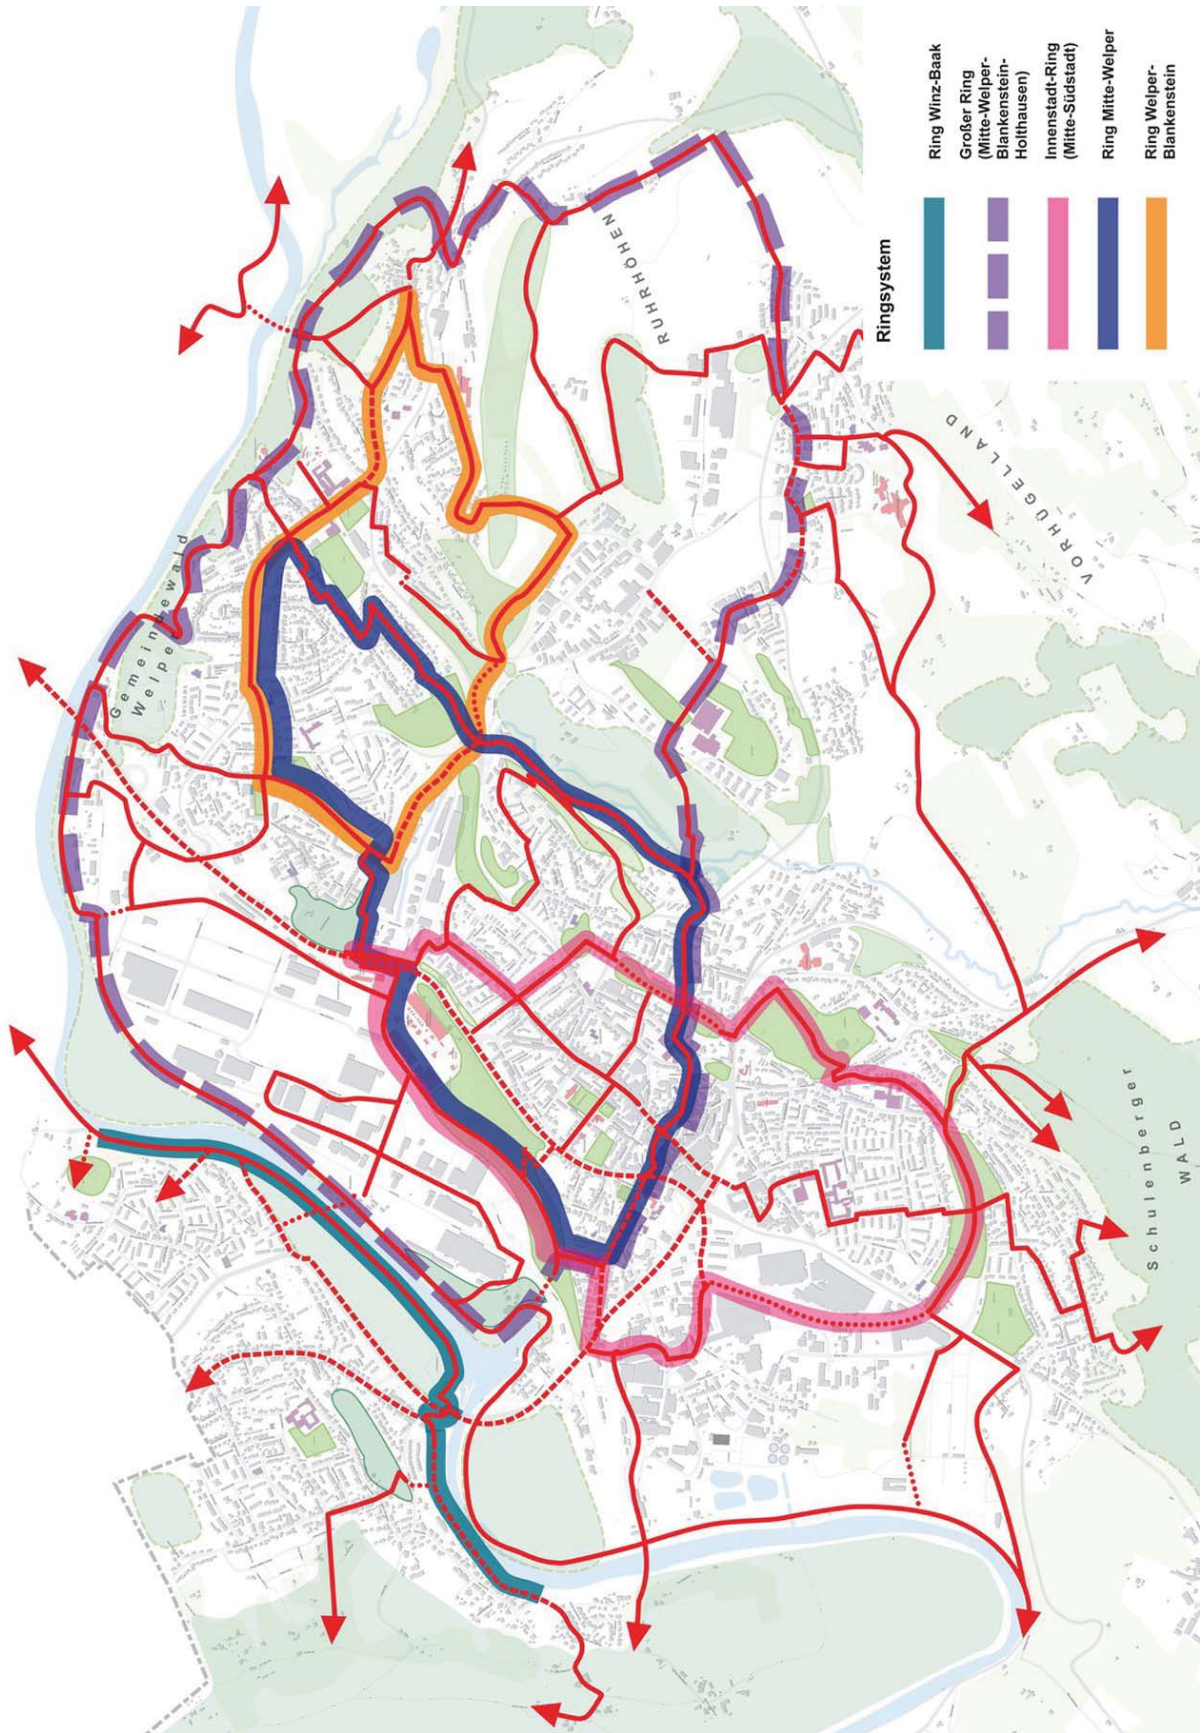 Ringsystem
Ring Winz-Baak
Großer Ring
(Mitte-Welper-
Blankenstein-
Holthausen)
Innenstadt-Ring
(Mitte-Südstadt)
Ring Mitte-Welper
Ring Welper-
Blankenstein
Gemeindewald
Welper
RUHRHÖHEN
VORHÜGELLAND
Schulenberger
WALD